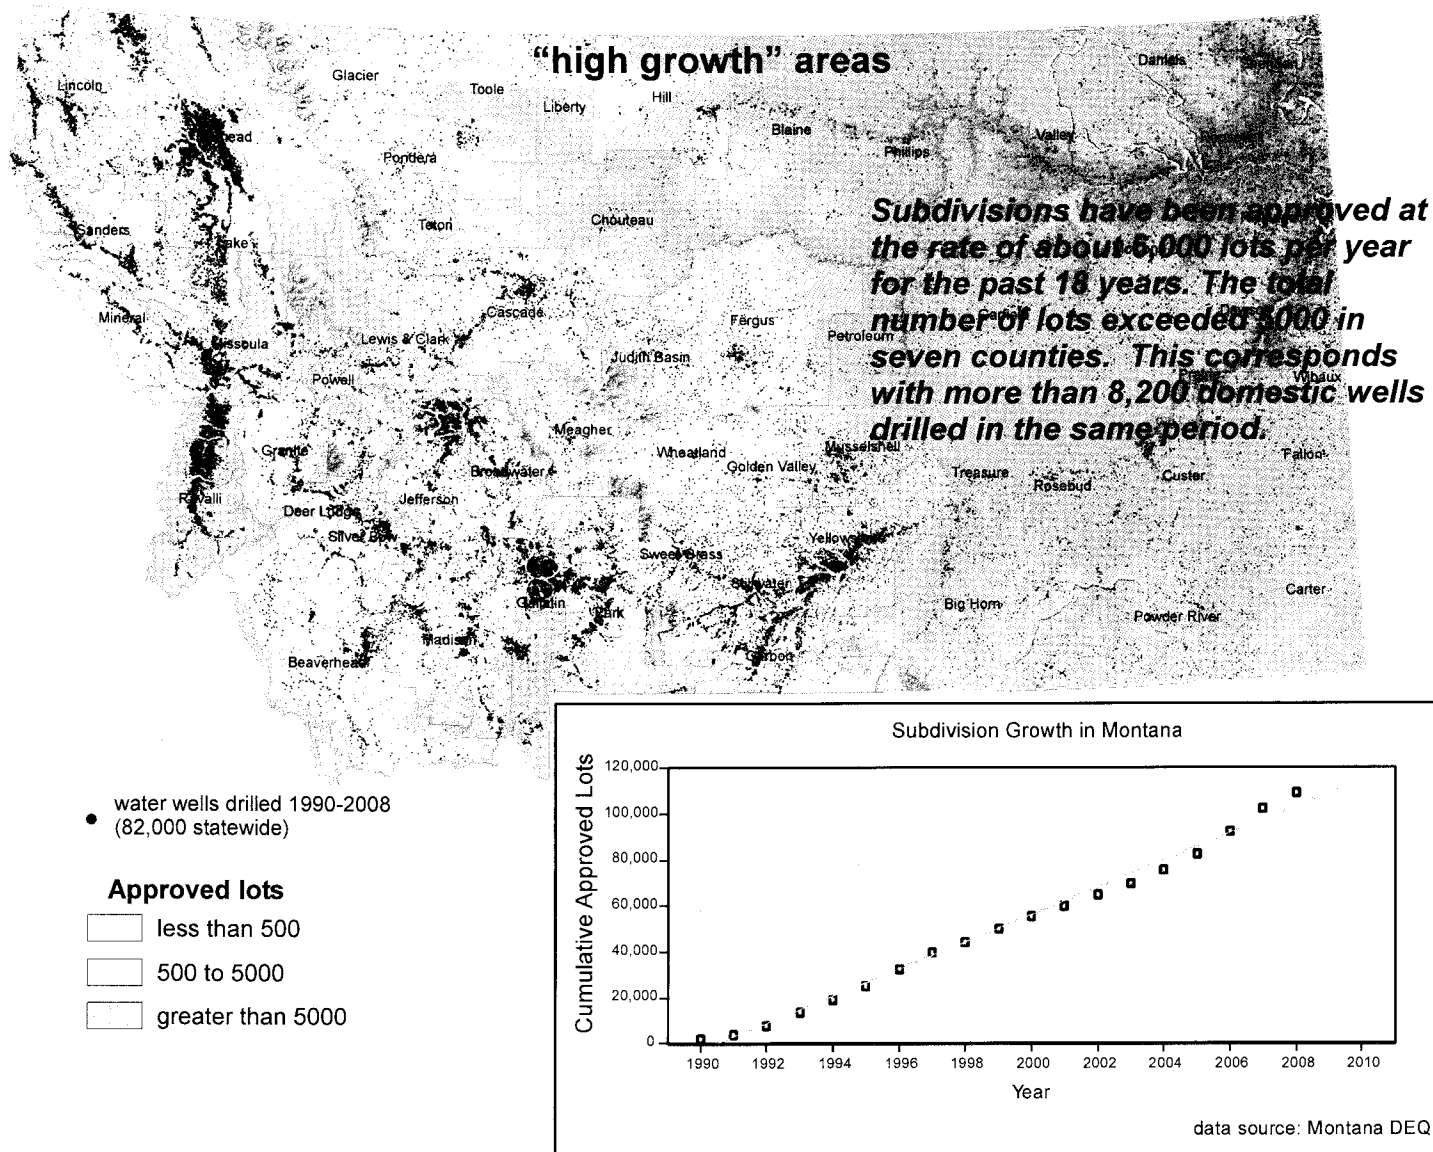 “high growth” areas
Lincoln
Glacier
Toole
Liberty
Hill
Blaine
Phillips
Valley
Daniels
Pondera
Teton
Chouteau
Sanders
Lake
Mineral
Missoula
Powell
Lewis & Clark
Cascade
Fergus
Judith Basin
Petroleum
Garfield
Wibaux
Subdivisions have been approved at
the rate of about 6,000 lots per year
for the past 18 years. The total
number of lots exceeded 5000 in
seven counties. This corresponds
with more than 8,200 domestic wells
drilled in the same period.
Meagher
Granite
Broadwater
Wheatland
Golden Valley
Musselshell
Treasure
Rosebud
Custer
Fallon
Ravalli
Deer Lodge
Jefferson
Silver Bow
Sweet Grass
Stillwater
Yellowstone
Gallatin
Park
Madison
Beaverhead
Carbon
Big Horn
Powder River
Carter
water wells drilled 1990-2008
(82,000 statewide)
Approved lots
less than 500
500 to 5000
greater than 5000
Subdivision Growth in Montana
Cumulative Approved Lots
120,000
100,000
80,000
60,000
40,000
20,000
0
1990
1992
1994
1996
1998
2000
2002
2004
2006
2008
2010
Year
data source: Montana DEQ